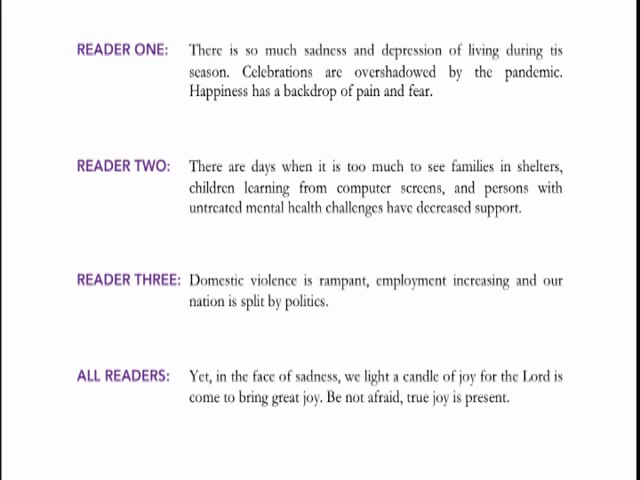 READER ONE: There is so much sadness and depression of living during tis
season. Celebrations are overshadowed by the pandemic.
Happiness has a backdrop of pain and fear.
READER TWO: There are days when it is too much to see families in shelters,
children learning from computer screens, and persons with
untreated mental health challenges have decreased support.
READER THREE: Domestic violence is rampant, employment increasing and our
nation is split by politics.
ALL READERS: Yet, in the face of sadness, we light a candle of joy for the Lord is
come to bring great joy. Be not afraid, true joy is present.